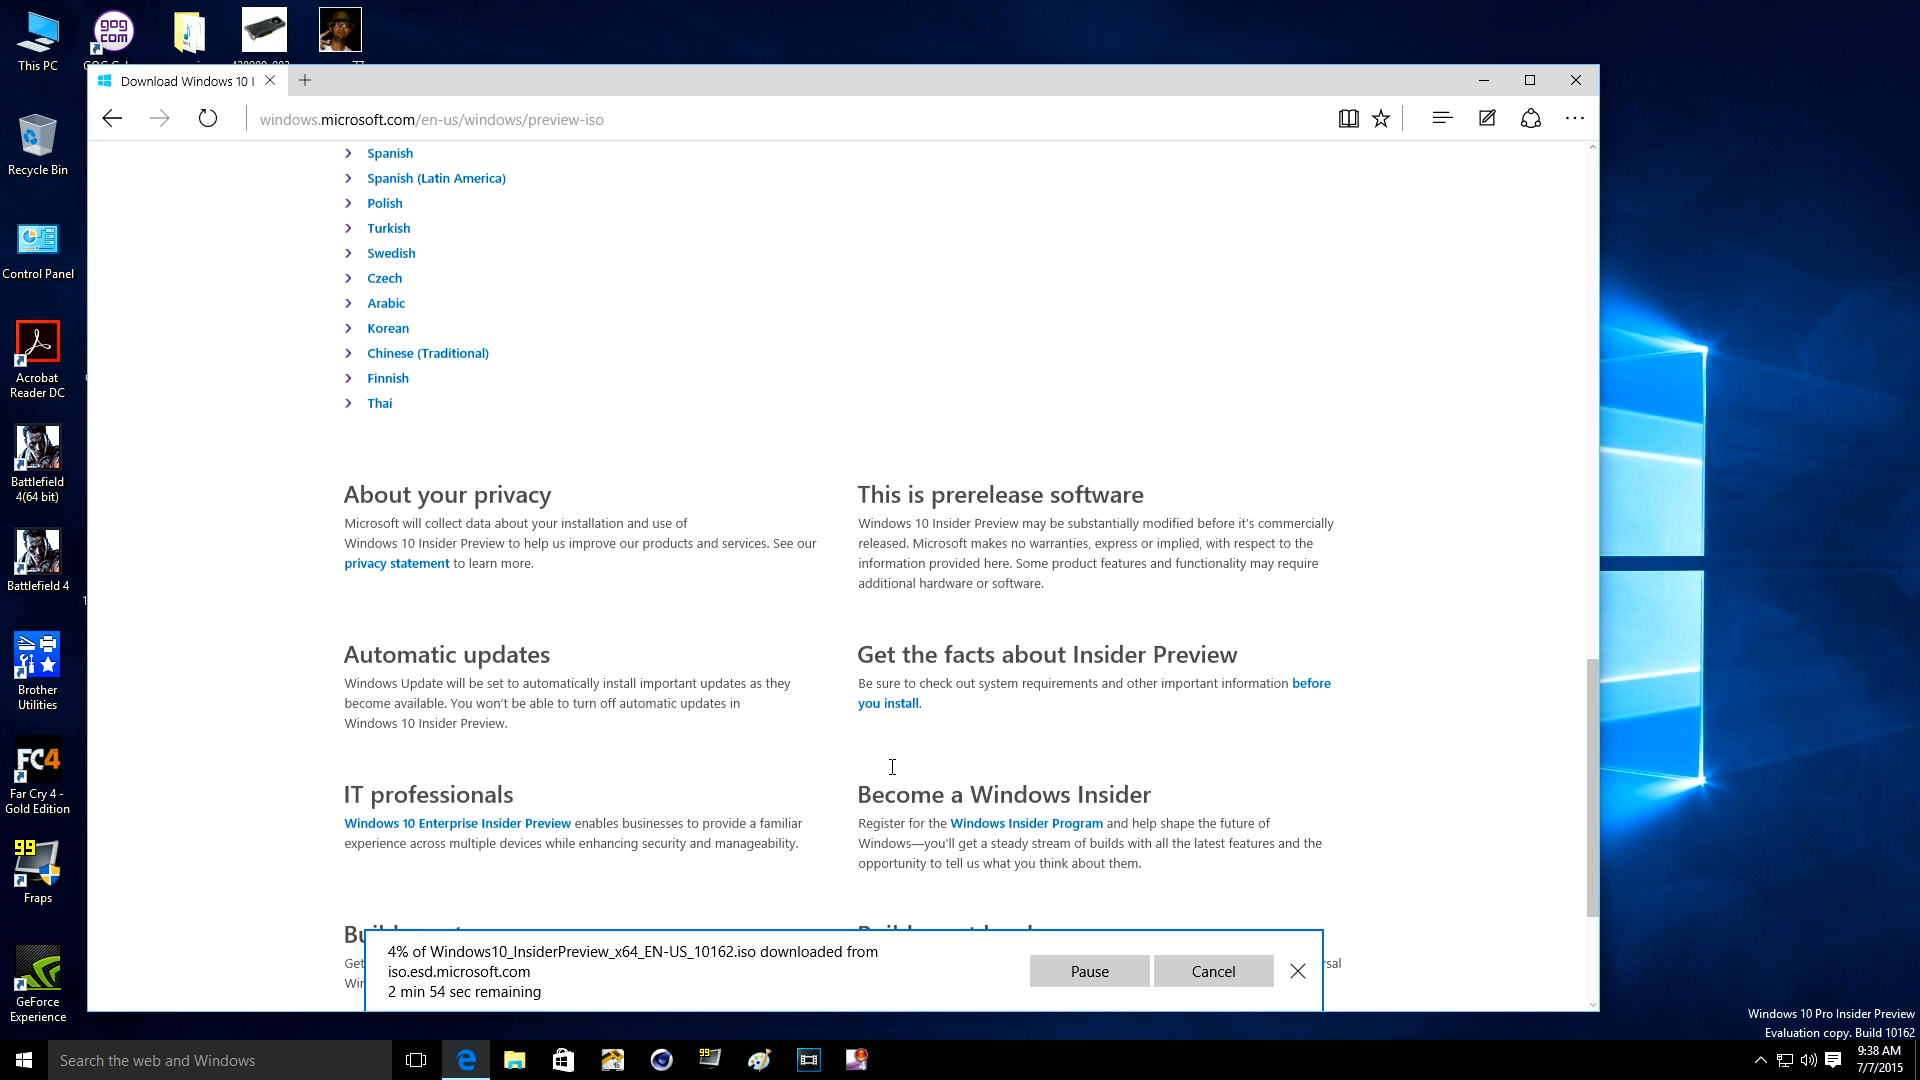 This PC
gog
com
Recycle Bin
Control Panel
Acrobat
Reader DC
Battlefield
4(64 bit)
Battlefield 4
Brother
Utilities
FC4
Far Cry 4 -
Gold Edition
99
Fraps
GeForce
Experience
Download Windows 10 I
windows.microsoft.com/en-us/windows/preview-iso
Spanish
Spanish (Latin America)
Polish
Turkish
Swedish
Czech
Arabic
Korean
Chinese (Traditional)
Finnish
Thai
About your privacy
Microsoft will collect data about your installation and use of
Windows 10 Insider Preview to help us improve our products and services. See our
privacy statement to learn more.
This is prerelease software
Windows 10 Insider Preview may be substantially modified before it's commercially
released. Microsoft makes no warranties, express or implied, with respect to the
information provided here. Some product features and functionality may require
additional hardware or software.
Automatic updates
Windows Update will be set to automatically install important updates as they
become available. You won't be able to turn off automatic updates in
Windows 10 Insider Preview.
Get the facts about Insider Preview
Be sure to check out system requirements and other important information before
you install.
IT professionals
Windows 10 Enterprise Insider Preview enables businesses to provide a familiar
experience across multiple devices while enhancing security and manageability.
Become a Windows Insider
Register for the Windows Insider Program and help shape the future of
Windows—you'll get a steady stream of builds with all the latest features and the
opportunity to tell us what you think about them.
4% of Windows10_InsiderPreview_x64_EN-US_10162.iso downloaded from
iso.esd.microsoft.com
2 min 54 sec remaining
Pause
Cancel
Windows 10 Pro Insider Preview
Evaluation copy. Build 10162
Search the web and Windows
99
9:38 AM
7/7/2015